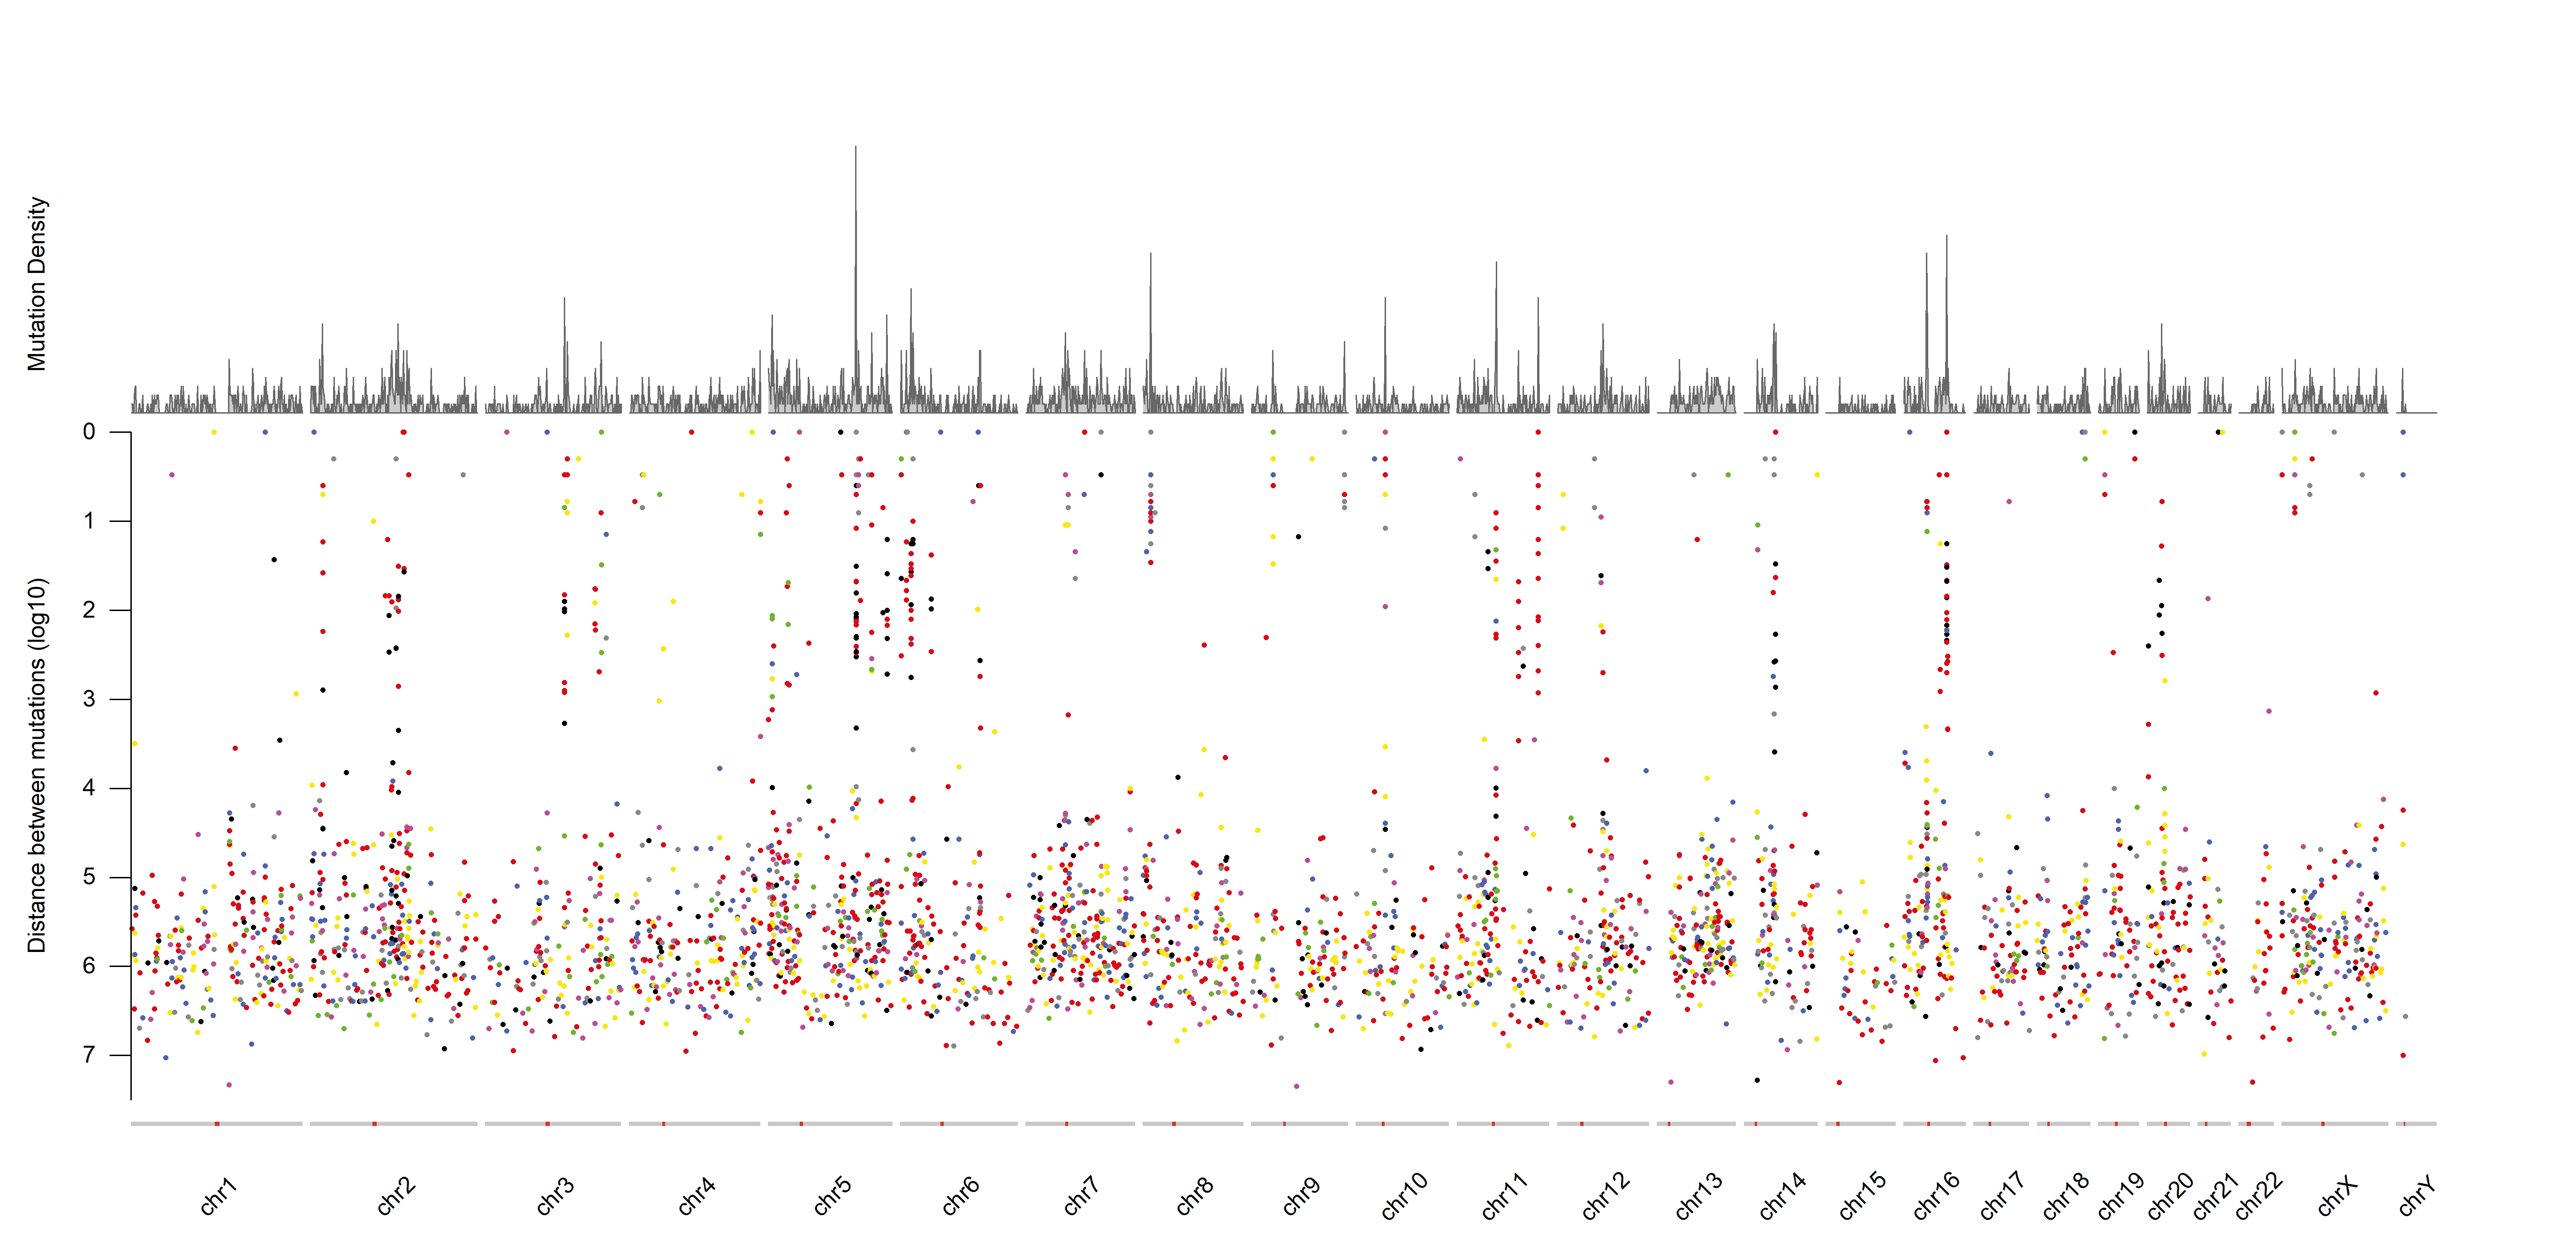 Mutation Density
Distance between mutations (log10)
0
1
2
3
4
5
6
7
chr1
chr2
chr3
chr4
chr5
chr6
chr7
chr8
chr9
chr10
chr11
chr12
chr13
chr14
chr15
chr16
chr17
chr18
chr19
chr20
chr21
chr22
chrX
chrY